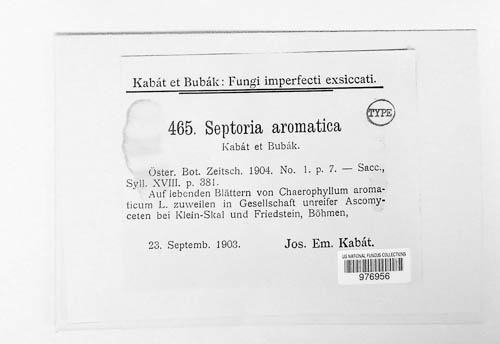 Kabát et Bubák: Fungi imperfecti exsiccati.
TYPE
465. Septoria aromatica
Kabát et Bubák.
Öster. Bot. Zeitsch. 1904. No. 1. p. 7. — Sacc.,
Syll. XVIII. p. 381.
Auf lebenden Blättern von Chaerophyllum aroma-
ticum L. zuweilen in Gesellschaft unreifer Ascomy-
ceten bei Klein-Skal und Friedstein, Böhmen,
23. Septemb. 1903. Jos. Em. Kabát.
US NATIONAL FUNGUS COLLECTIONS
976956